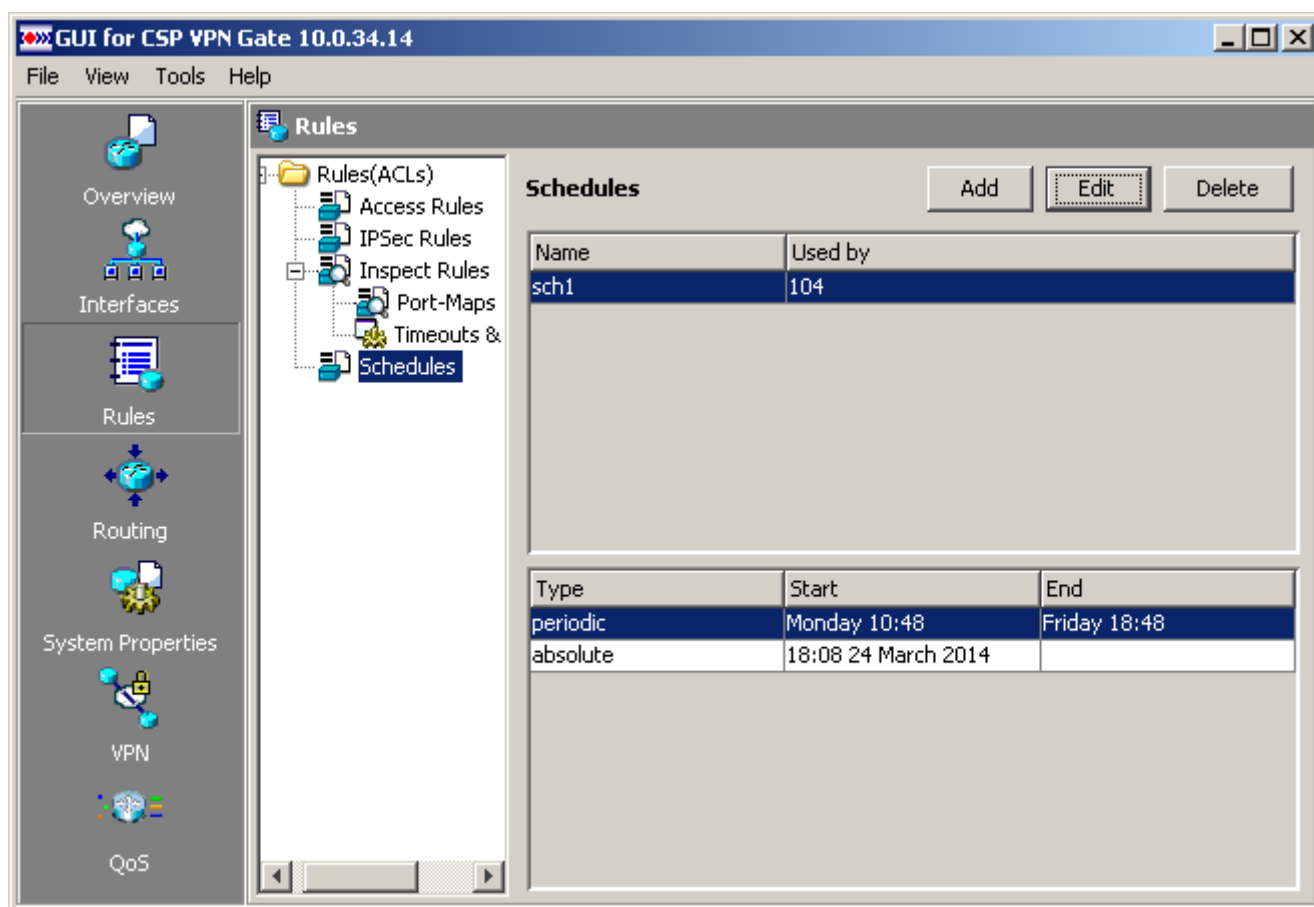 GUI for CSP VPN Gate 10.0.34.14
File View Tools Help
Overview
Interfaces
Rules
Routing
System Properties
VPN
QoS
Rules
Rules(ACLs)
Access Rules
IPSec Rules
Inspect Rules
Port-Maps
Timeouts &
Schedules
Schedules
Add Edit Delete
Name Used by
sch1 104
Type Start End
periodic Monday 10:48 Friday 18:48
absolute 18:08 24 March 2014